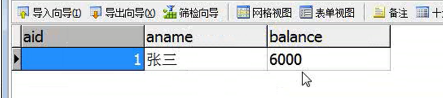 导入向导(I) 导出向导(X) 筛检向导 网格视图 表单视图 备注
aid aname balance
1 张三 6000